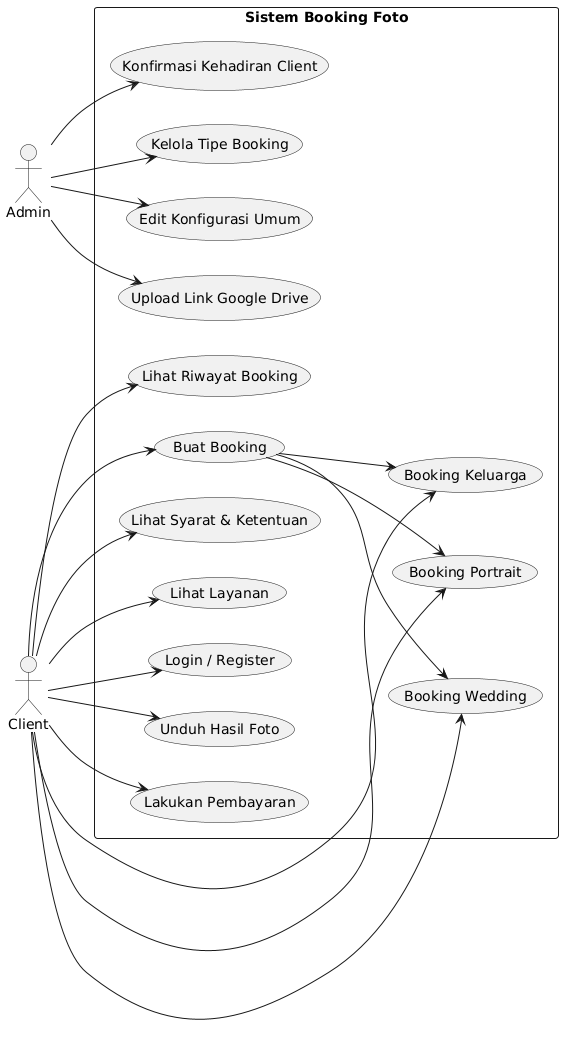 Sistem Booking Foto
Konfirmasi Kehadiran Client
Kelola Tipe Booking
Admin
Edit Konfigurasi Umum
Upload Link Google Drive
Lihat Riwayat Booking
Buat Booking
Booking Keluarga
Lihat Syarat & Ketentuan
Booking Portrait
Lihat Layanan
Login / Register
Booking Wedding
Client
Unduh Hasil Foto
Lakukan Pembayaran